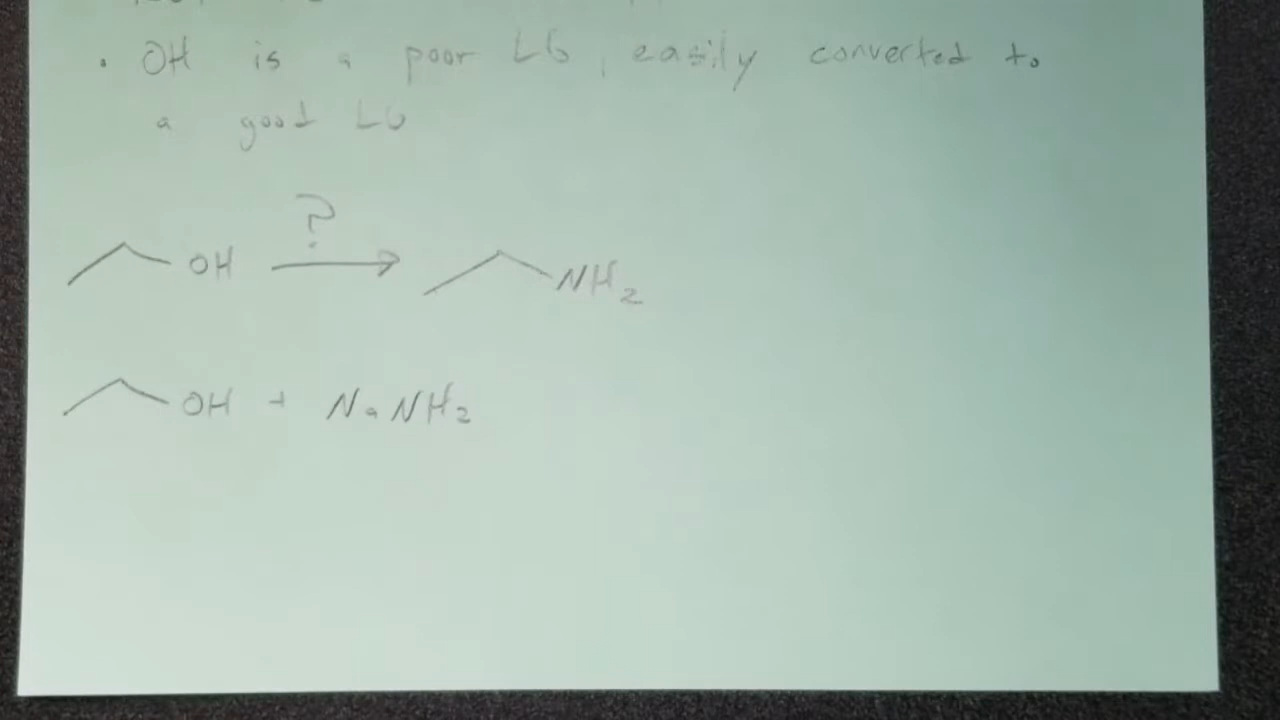 • OH is a poor LG, easily converted to
a good LG
?
OH → NH2
OH + NaNH2